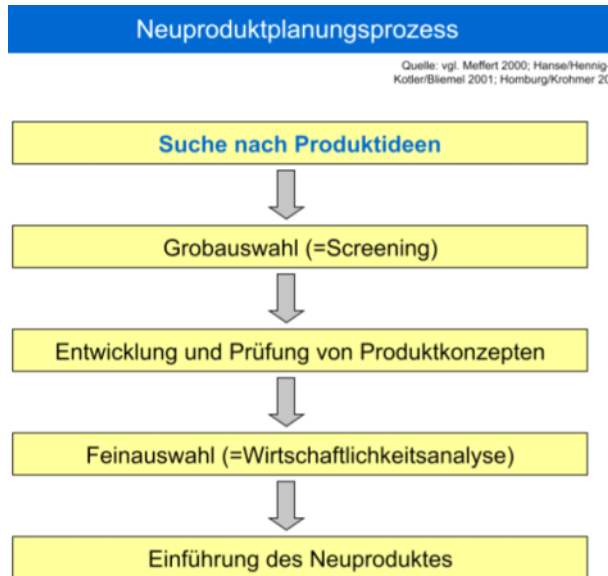 Neuproduktplanungsprozess
Quelle: vgl. Meffert 2000; Hanse/Hennig-
Kotler/Bliemel 2001; Homburg/Krohmer 20
Suche nach Produktideen
Grobauswahl (=Screening)
Entwicklung und Prüfung von Produktkonzepten
Feinauswahl (=Wirtschaftlichkeitsanalyse)
Einführung des Neuproduktes